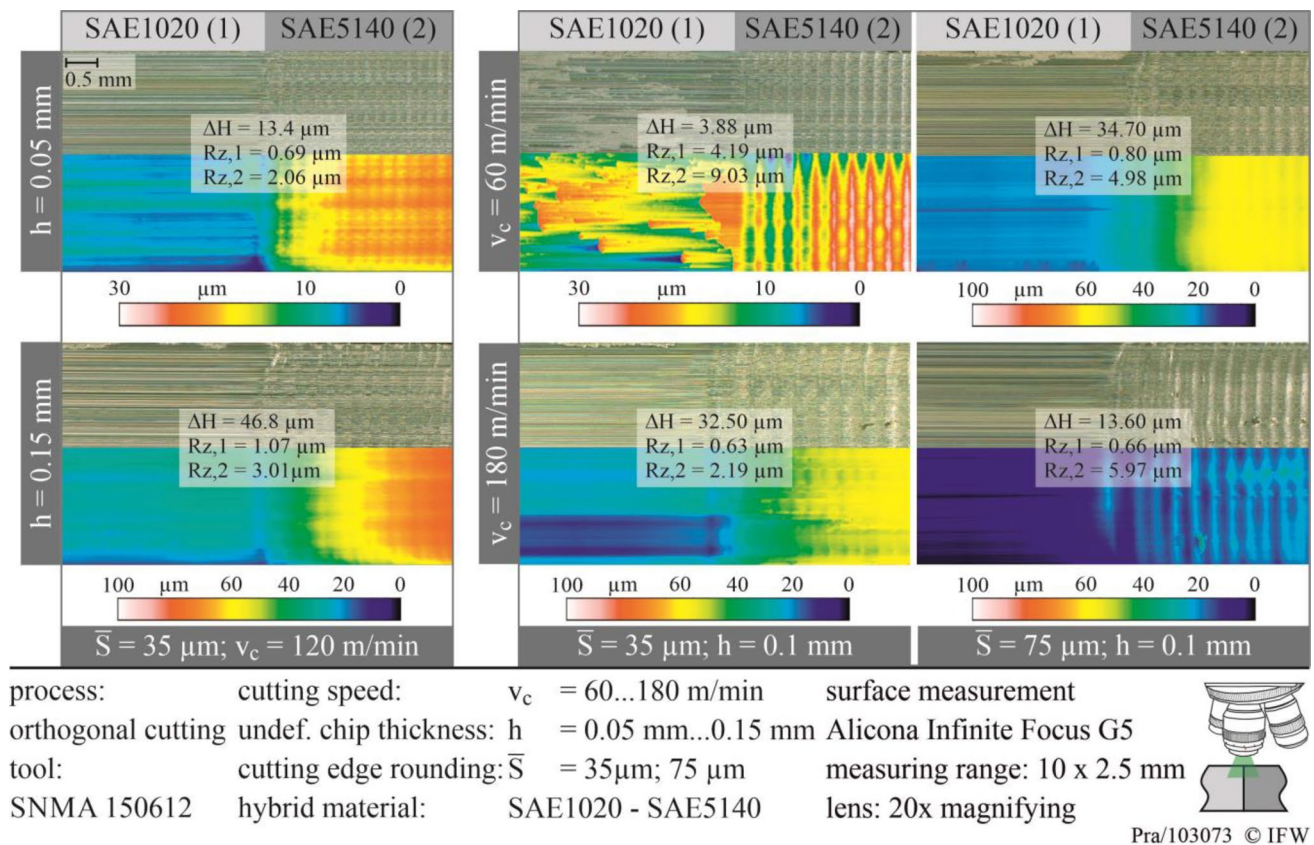 SAE1020 (1) SAE5140 (2)
SAE1020 (1) SAE5140 (2)
SAE1020 (1) SAE5140 (2)
h = 0.05 mm
0.5 mm
ΔH = 13.4 µm
Rz,1 = 0.69 µm
Rz,2 = 2.06 µm
30 µm 10 0
v_c = 60 m/min
ΔH = 3.88 µm
Rz,1 = 4.19 µm
Rz,2 = 9.03 µm
30 µm 10 0
ΔH = 34.70 µm
Rz,1 = 0.80 µm
Rz,2 = 4.98 µm
100 µm 60 40 20 0
h = 0.15 mm
ΔH = 46.8 µm
Rz,1 = 1.07 µm
Rz,2 = 3.01µm
100 µm 60 40 20 0
S̅ = 35 µm; v_c = 120 m/min
v_c = 180 m/min
ΔH = 32.50 µm
Rz,1 = 0.63 µm
Rz,2 = 2.19 µm
100 µm 60 40 20 0
S̅ = 35 µm; h = 0.1 mm
ΔH = 13.60 µm
Rz,1 = 0.66 µm
Rz,2 = 5.97 µm
100 µm 60 40 20 0
S̅ = 75 µm; h = 0.1 mm
process: cutting speed: v_c = 60...180 m/min surface measurement
orthogonal cutting undef. chip thickness: h = 0.05 mm...0.15 mm Alicona Infinite Focus G5
tool: cutting edge rounding: S̅ = 35µm; 75 µm measuring range: 10 x 2.5 mm
SNMA 150612 hybrid material: SAE1020 - SAE5140 lens: 20x magnifying
Pra/103073 © IFW